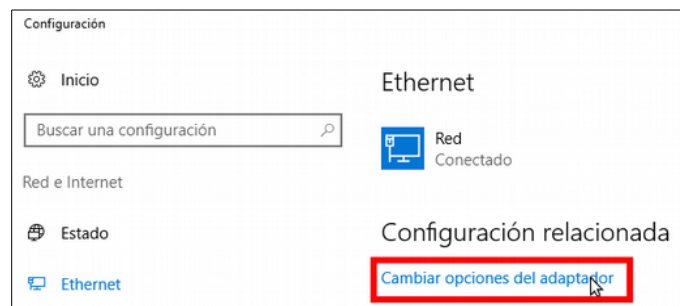 Configuración
Inicio
Buscar una configuración
Red e Internet
Estado
Ethernet
Ethernet
Red
Conectado
Configuración relacionada
Cambiar opciones del adaptador